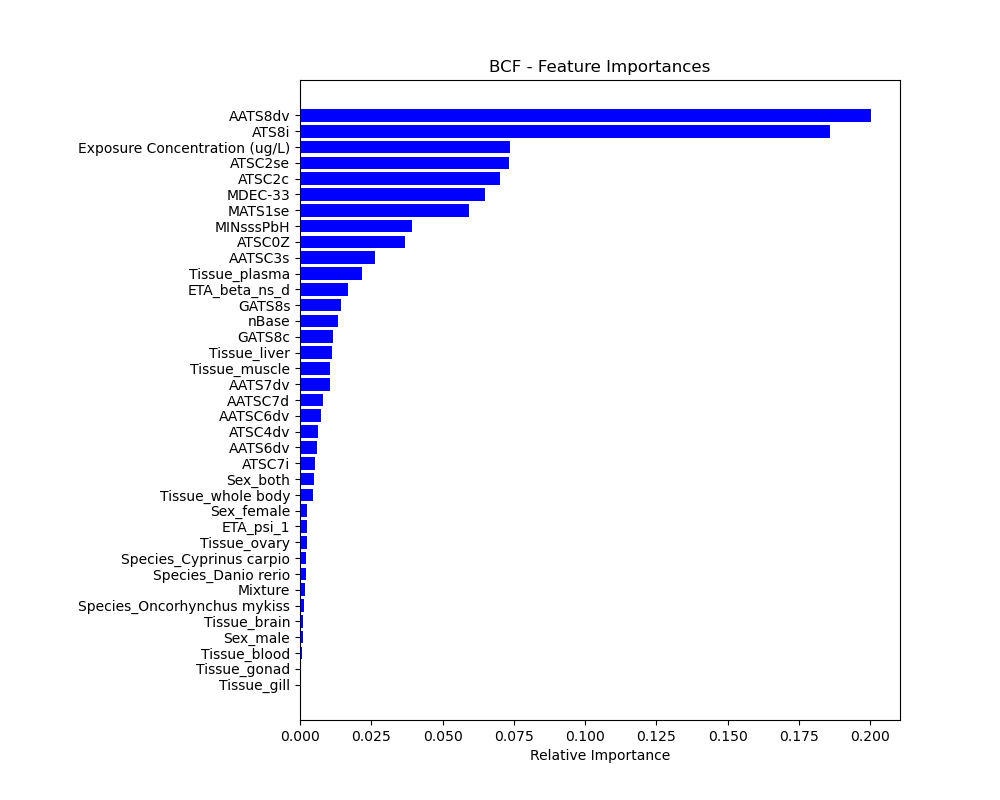 BCF - Feature Importances
AATS8dv
ATS8i
Exposure Concentration (ug/L)
ATSC2se
ATSC2c
MDEC-33
MATS1se
MINsssPbH
ATSC0Z
AATSC3s
Tissue_plasma
ETA_beta_ns_d
GATS8s
nBase
GATS8c
Tissue_liver
Tissue_muscle
AATS7dv
AATSC7d
AATSC6dv
ATSC4dv
AATS6dv
ATSC7i
Sex_both
Tissue_whole body
Sex_female
ETA_psi_1
Tissue_ovary
Species_Cyprinus carpio
Species_Danio rerio
Mixture
Species_Oncorhynchus mykiss
Tissue_brain
Sex_male
Tissue_blood
Tissue_gonad
Tissue_gill
0.000 0.025 0.050 0.075 0.100 0.125 0.150 0.175 0.200
Relative Importance